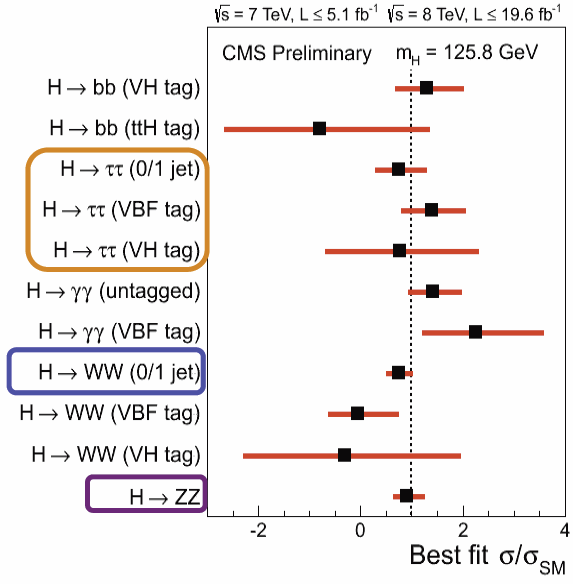 √s = 7 TeV, L ≤ 5.1 fb⁻¹ √s = 8 TeV, L ≤ 19.6 fb⁻¹
CMS Preliminary m_H = 125.8 GeV
H → bb (VH tag)
H → bb (ttH tag)
H → ττ (0/1 jet)
H → ττ (VBF tag)
H → ττ (VH tag)
H → γγ (untagged)
H → γγ (VBF tag)
H → WW (0/1 jet)
H → WW (VBF tag)
H → WW (VH tag)
H → ZZ
-2 0 2 4
Best fit σ/σ_SM